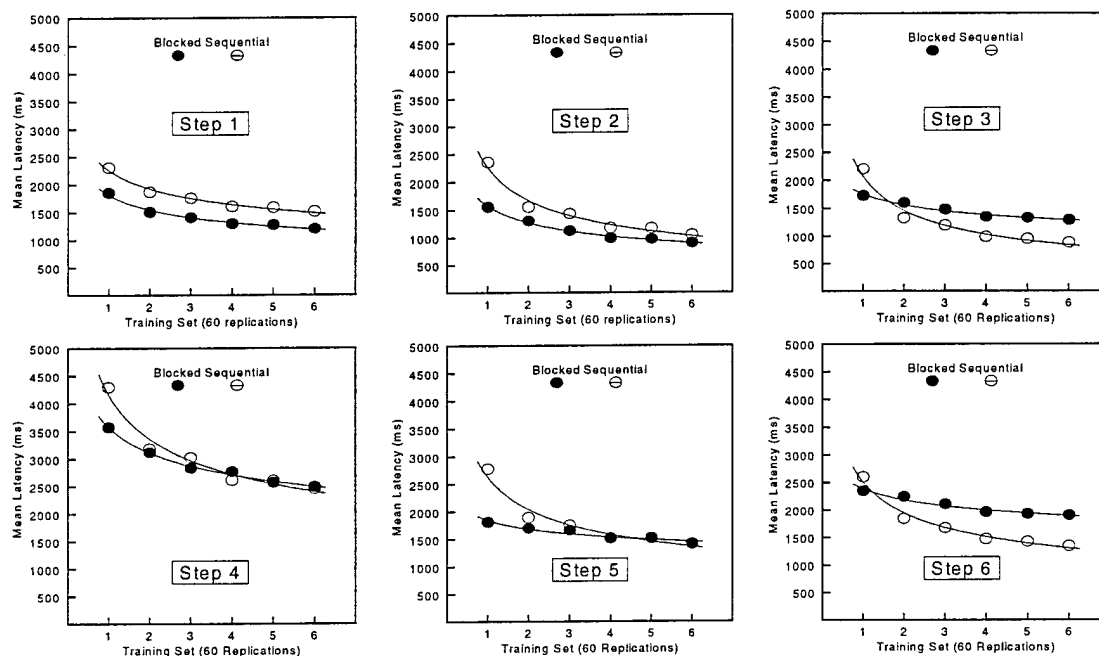 Mean Latency (ms)
5000
4500
4000
3500
3000
2500
2000
1500
1000
500
Blocked Sequential
Step 1
1 2 3 4 5 6
Training Set (60 replications)
Mean Latency (ms)
5000
4500
4000
3500
3000
2500
2000
1500
1000
500
Blocked Sequential
Step 2
1 2 3 4 5 6
Training Set (60 replications)
Mean Latency (ms)
5000
4500
4000
3500
3000
2500
2000
1500
1000
500
Blocked Sequential
Step 3
1 2 3 4 5 6
Training Set (60 Replications)
Mean Latency (ms)
5000
4500
4000
3500
3000
2500
2000
1500
1000
500
Blocked Sequential
Step 4
1 2 3 4 5 6
Training Set (60 Replications)
Mean Latency (ms)
5000
4500
4000
3500
3000
2500
2000
1500
1000
500
Blocked Sequential
Step 5
1 2 3 4 5 6
Training Set (60 Replications)
Mean Latency (ms)
5000
4500
4000
3500
3000
2500
2000
1500
1000
500
Blocked Sequential
Step 6
1 2 3 4 5 6
Training Set (60 Replications)